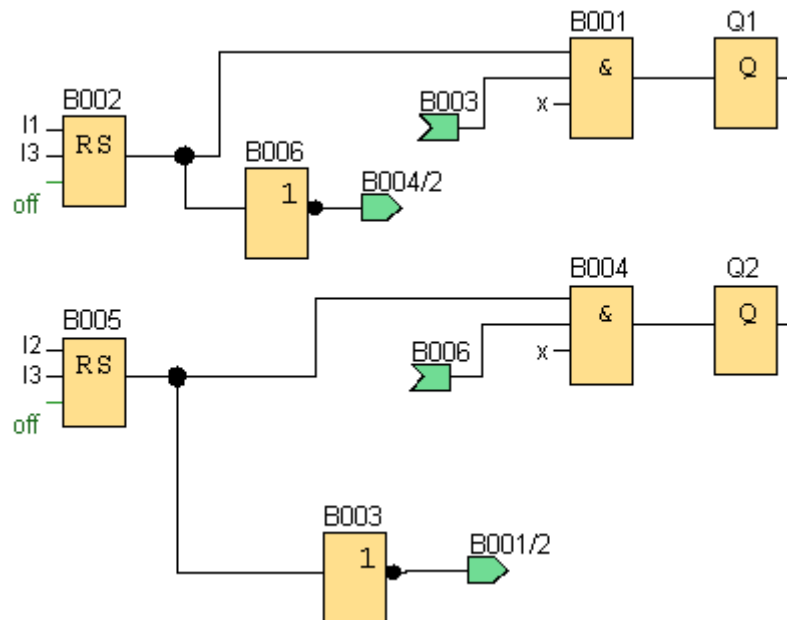 B001
Q1
&
Q
B003
x
B002
I1
RS
I3
off
B006
1
B004/2
B004
Q2
&
Q
B006
x
B005
I2
RS
I3
off
B003
1
B001/2